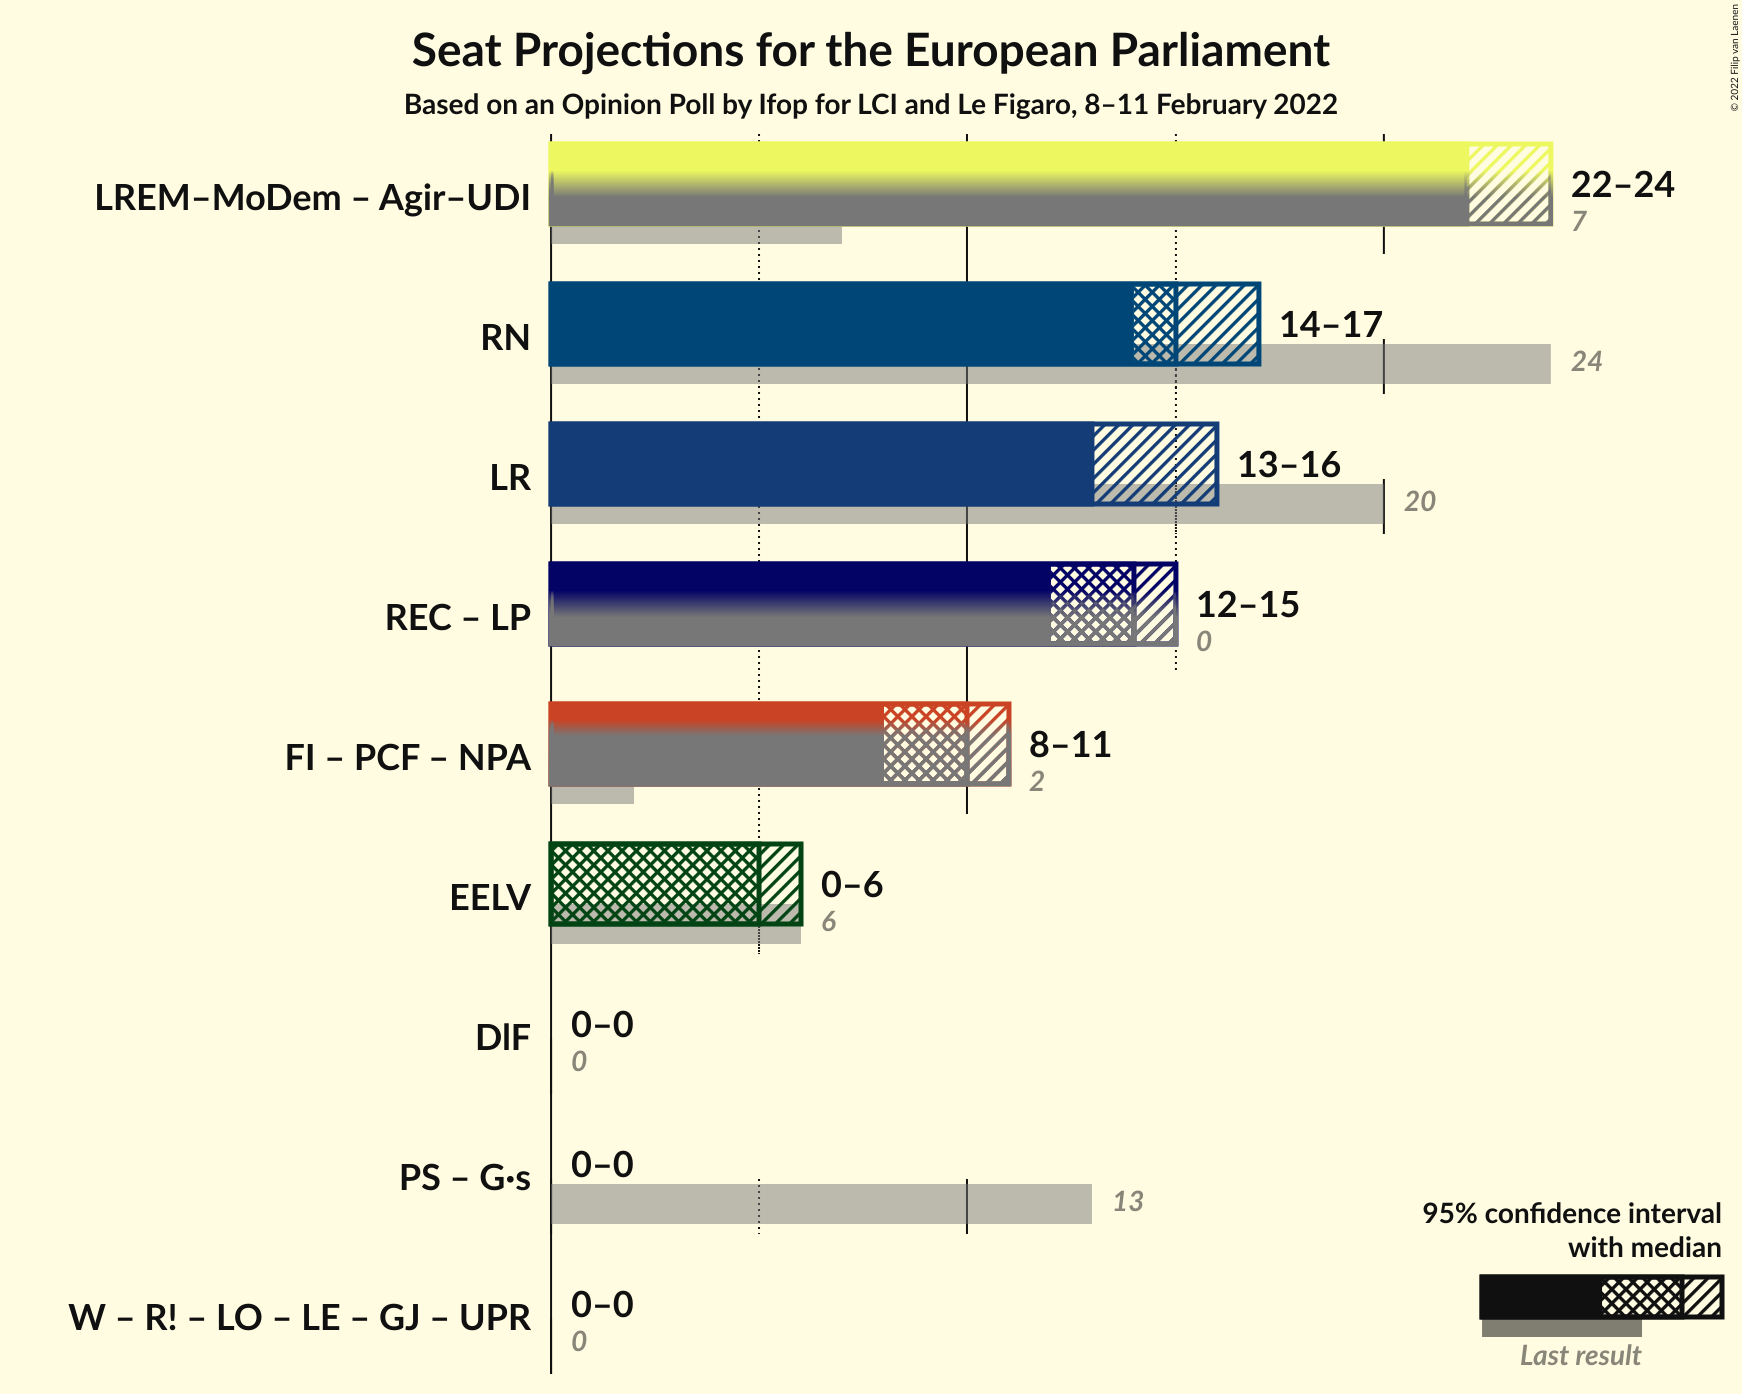 Seat Projections for the European Parliament
Based on an Opinion Poll by Ifop for LCI and Le Figaro, 8–11 February 2022
© 2022 Filip van Laenen
LREM–MoDem – Agir–UDI
22–24
7
RN
14–17
24
LR
13–16
20
REC – LP
12–15
0
FI – PCF – NPA
8–11
2
EELV
0–6
6
DlF
0–0
0
PS – G·s
0–0
13
W – R! – LO – LE – GJ – UPR
0–0
0
95% confidence interval
with median
Last result